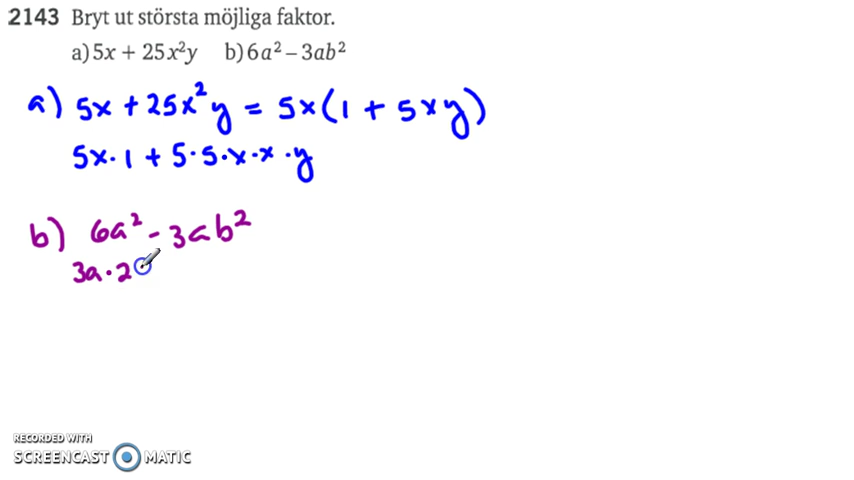 2143 Bryt ut största möjliga faktor.
a) 5x + 25x²y b) 6a² – 3ab²
a) 5x + 25x²y = 5x(1 + 5xy)
5x·1 + 5·5·x·x·y
b) 6a² - 3ab²
3a·2
RECORDED WITH
SCREENCAST MATIC